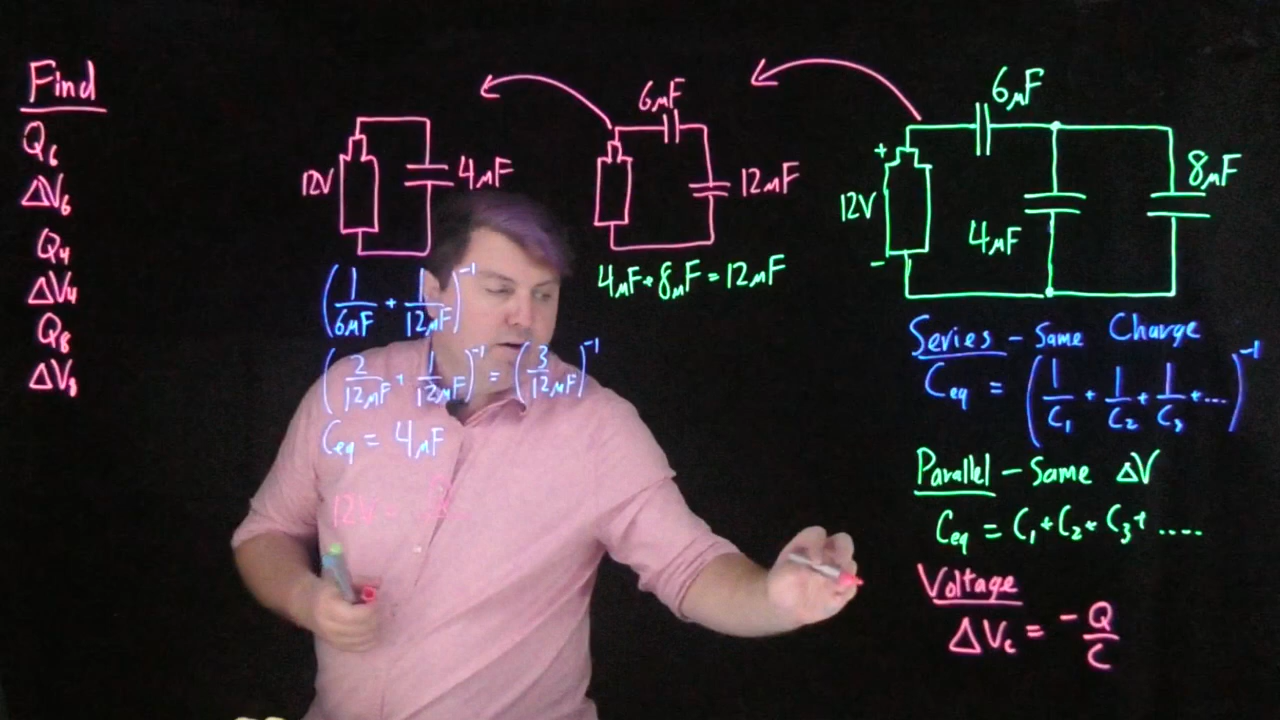 Find
Q₆
ΔV₆
Q₄
ΔV₄
Q₈
ΔV₈
12V
4μF
6μF
12μF
4μF + 8μF = 12μF
(1/6μF + 1/12μF)⁻¹
(2/12μF + 1/12μF)⁻¹ = (3/12μF)⁻¹
Ceq = 4μF
12V =
6μF
+
12V
-
4μF
8μF
Series - Same Charge
Ceq = (1/C₁ + 1/C₂ + 1/C₃ + ...)⁻¹
Parallel - Same ΔV
Ceq = C₁ + C₂ + C₃ + ....
Voltage
ΔVc = -Q/C